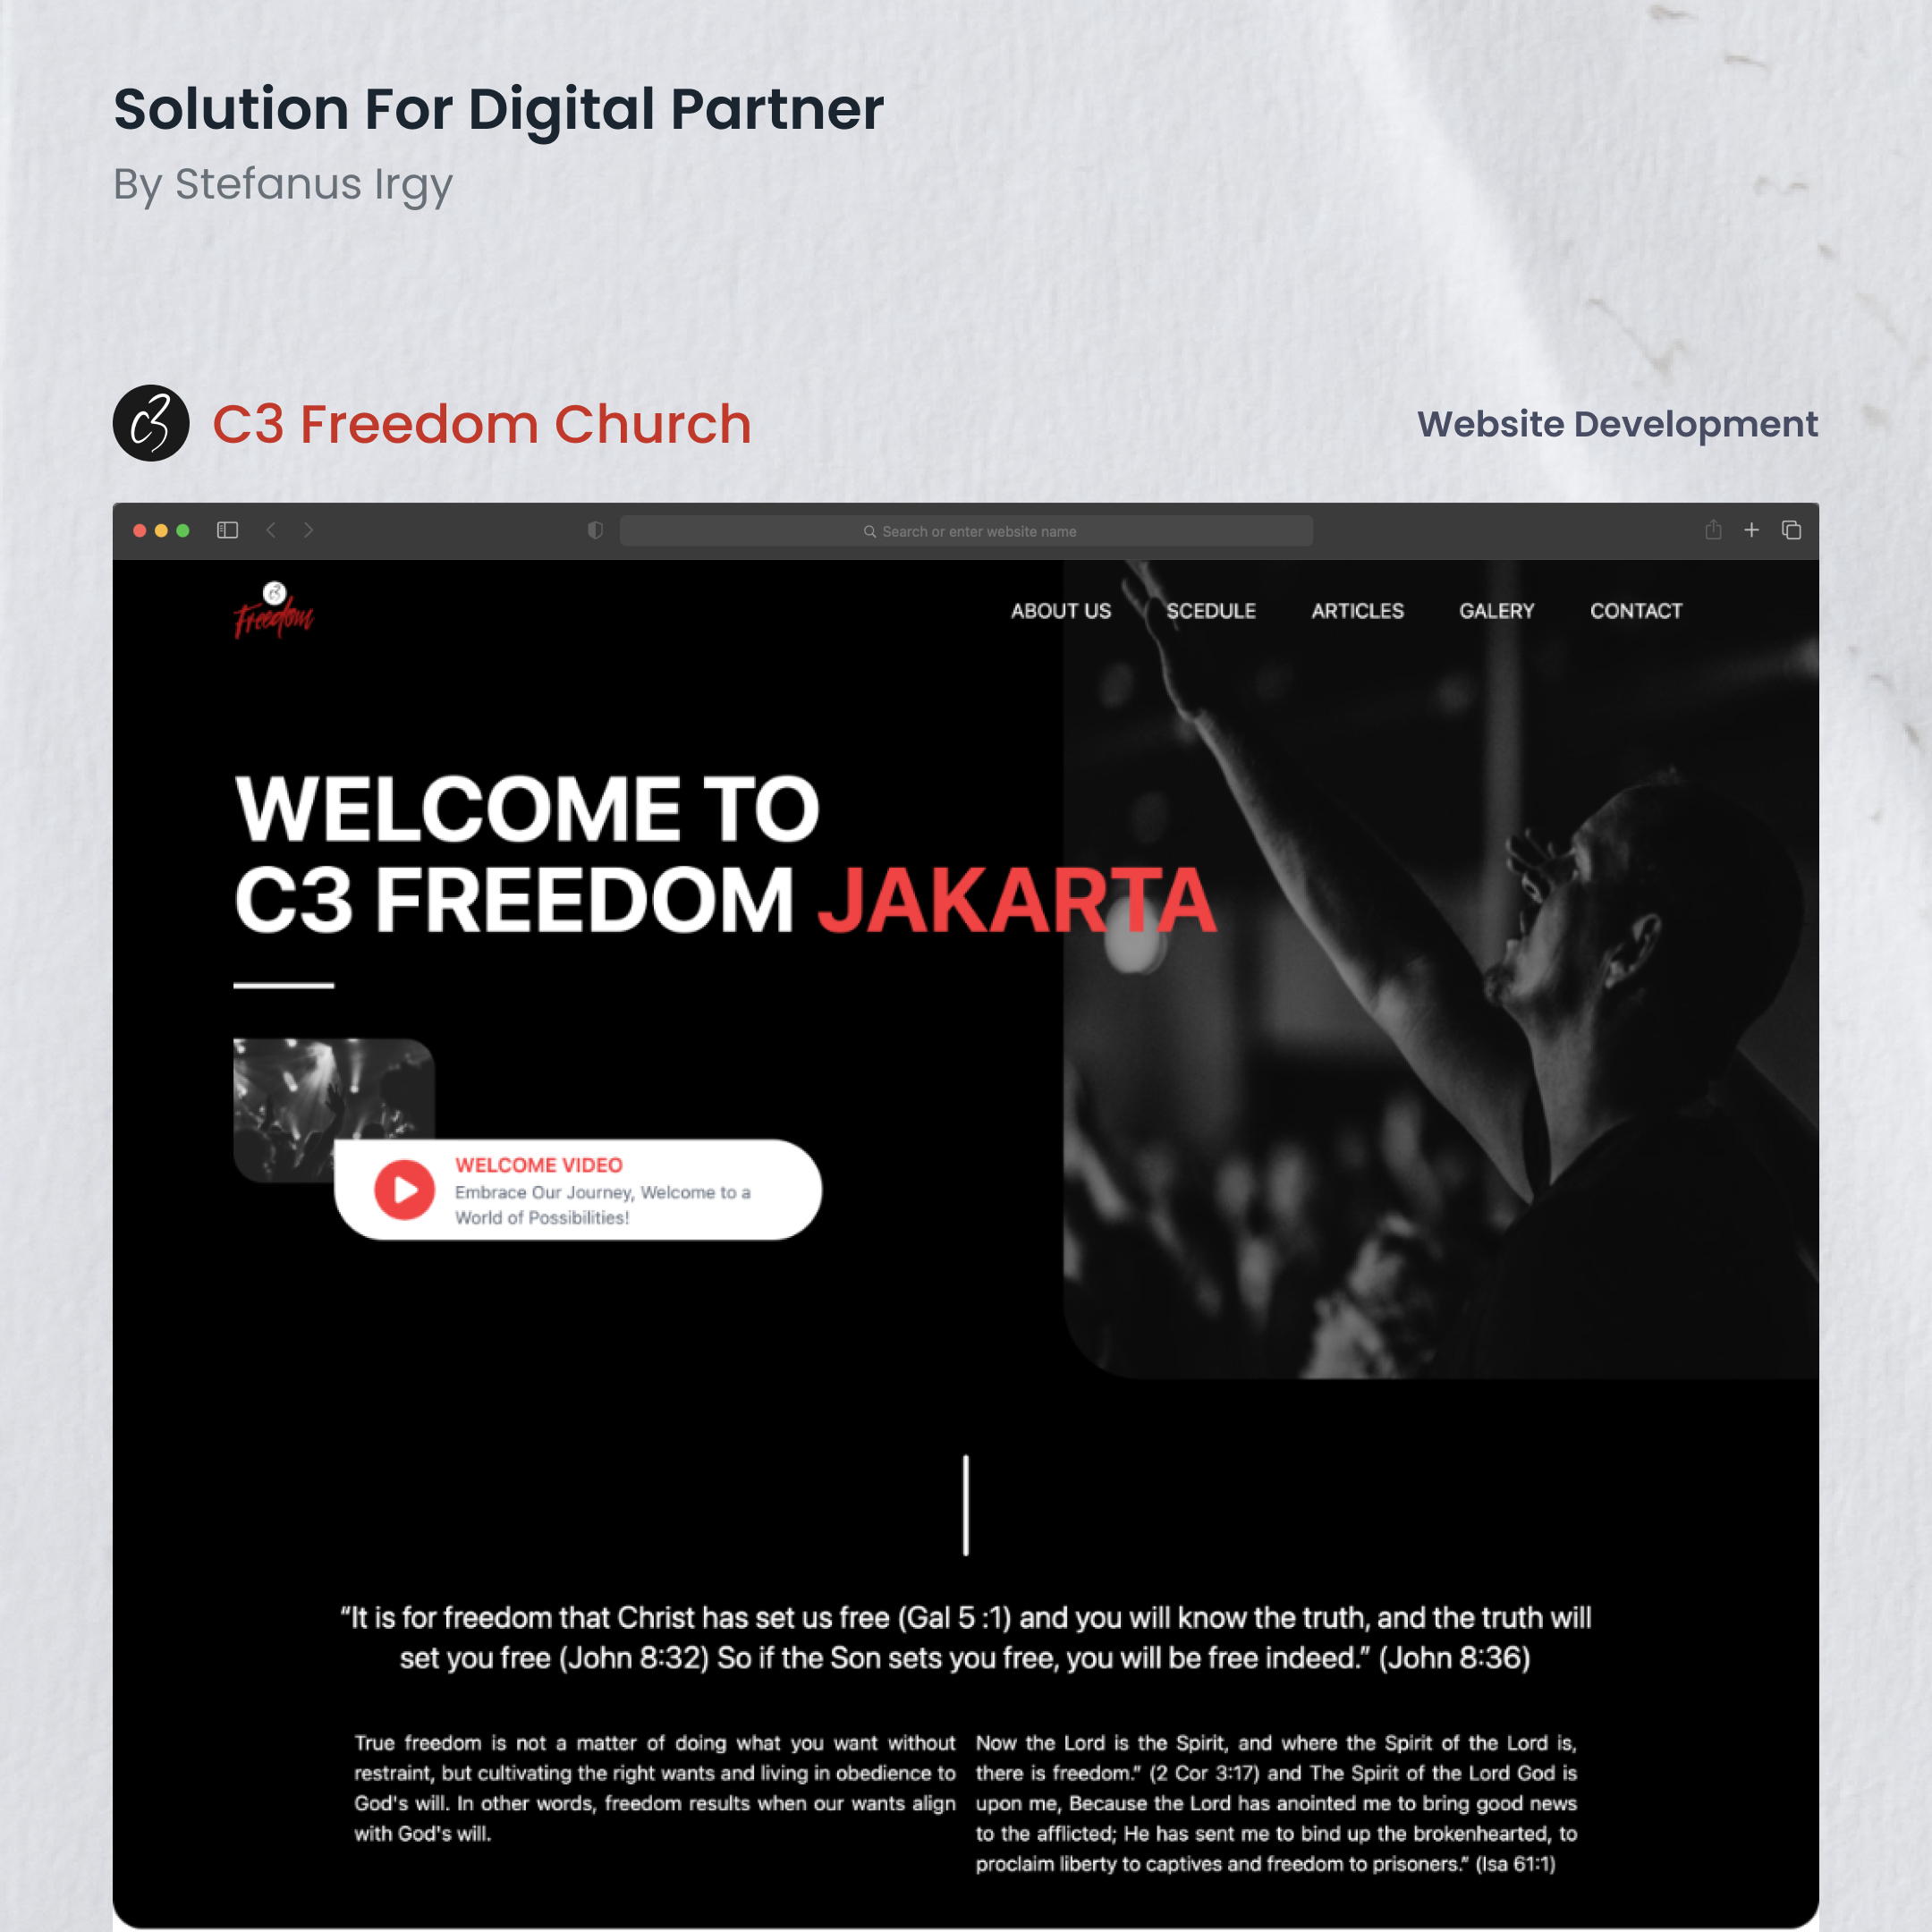 Solution For Digital Partner
By Stefanus Irgy
c3
C3 Freedom Church
Website Development
Search or enter website name
c3
Freedom
ABOUT US SCEDULE ARTICLES GALERY CONTACT
WELCOME TO
C3 FREEDOM JAKARTA
WELCOME VIDEO
Embrace Our Journey, Welcome to a
World of Possibilities!
“It is for freedom that Christ has set us free (Gal 5 :1) and you will know the truth, and the truth will
set you free (John 8:32) So if the Son sets you free, you will be free indeed.” (John 8:36)
True freedom is not a matter of doing what you want without
restraint, but cultivating the right wants and living in obedience to
God's will. In other words, freedom results when our wants align
with God's will.
Now the Lord is the Spirit, and where the Spirit of the Lord is,
there is freedom.” (2 Cor 3:17) and The Spirit of the Lord God is
upon me, Because the Lord has anointed me to bring good news
to the afflicted; He has sent me to bind up the brokenhearted, to
proclaim liberty to captives and freedom to prisoners.” (Isa 61:1)